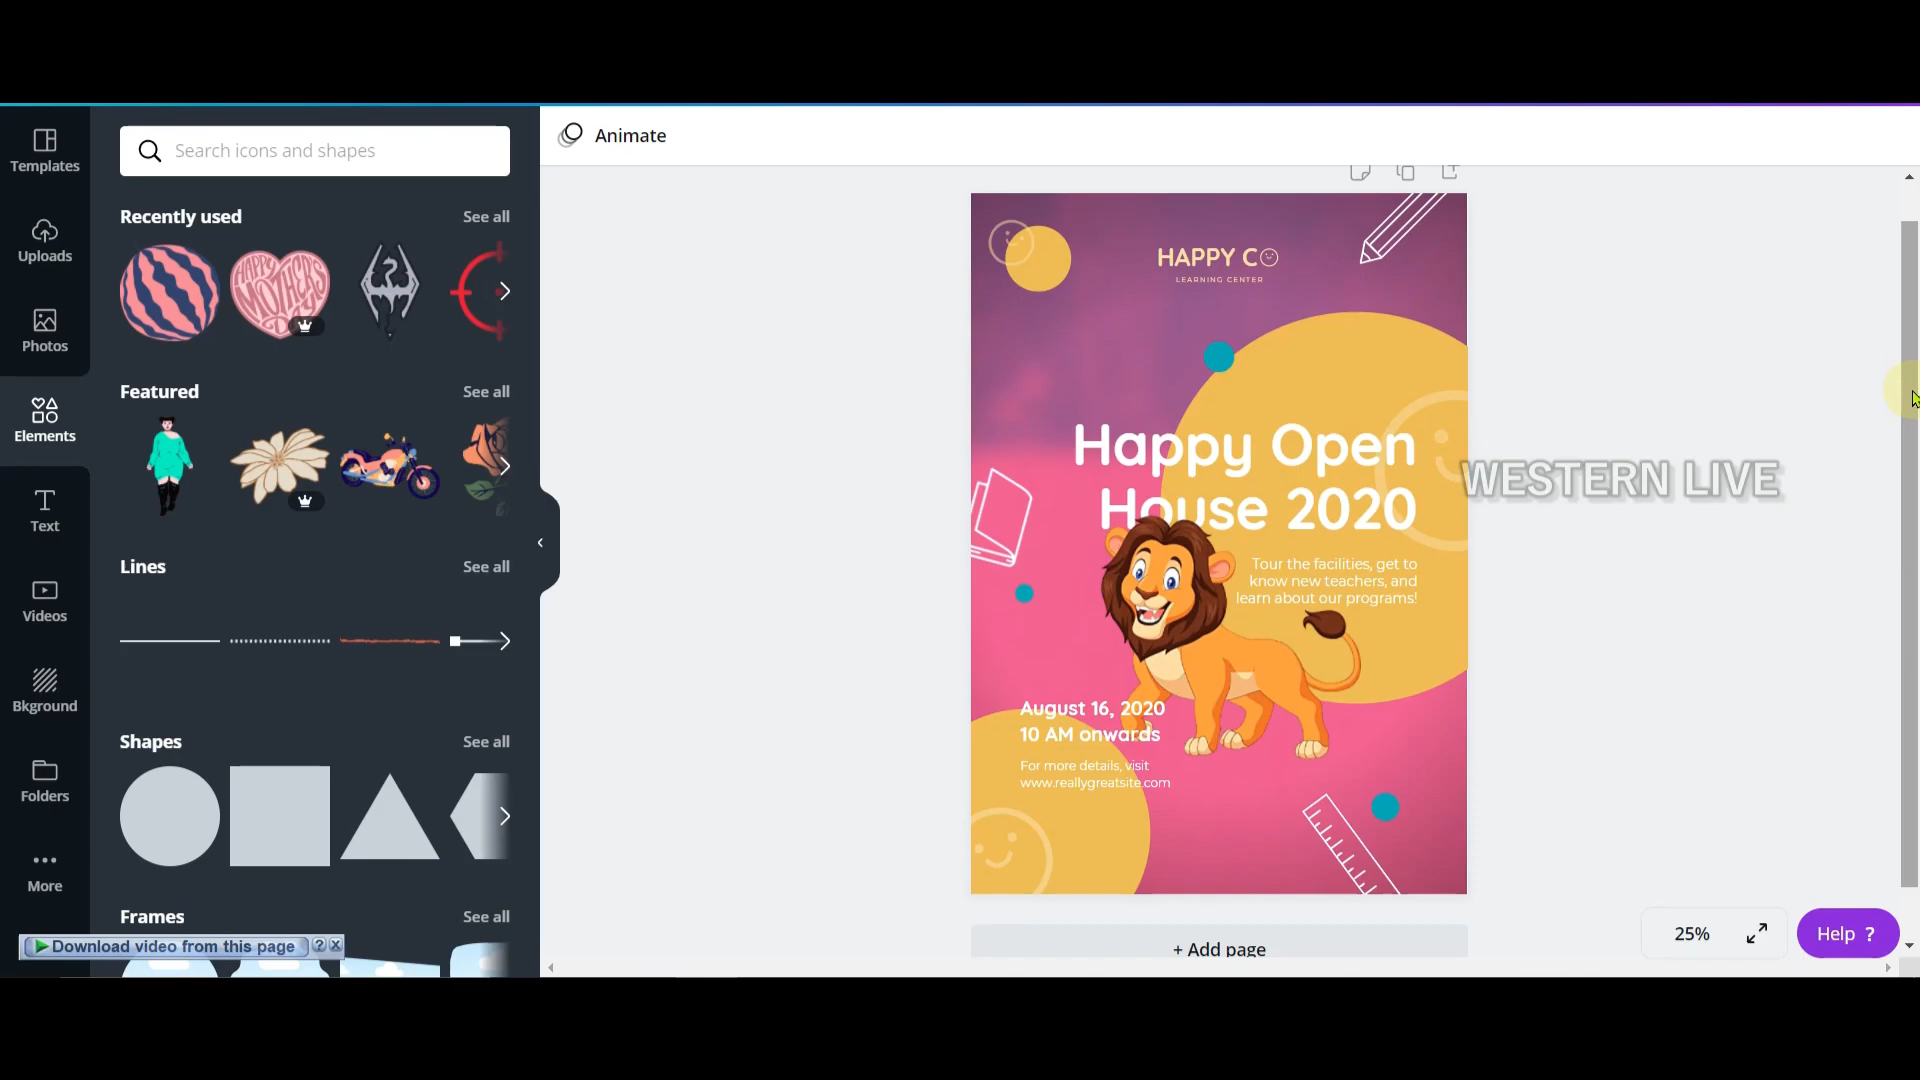 Templates
Uploads
Photos
Elements
Text
Videos
Bkground
Folders
More
Search icons and shapes
Recently used
See all
HAPPY
MOTHER'S
DAY
Featured
See all
Lines
See all
Shapes
See all
Frames
See all
Download video from this page
? X
Animate
HAPPY CO
LEARNING CENTER
Happy Open
House 2020
Tour the facilities, get to
know new teachers, and
learn about our programs!
August 16, 2020
10 AM onwards
For more details, visit
www.reallygreatsite.com
WESTERN LIVE
+ Add page
25%
Help ?